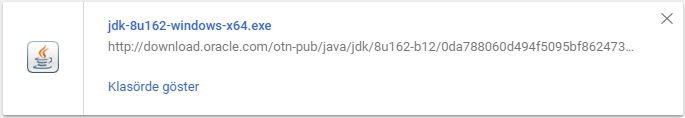 jdk-8u162-windows-x64.exe
http://download.oracle.com/otn-pub/java/jdk/8u162-b12/0da788060d494f5095bf862473...
Klasörde göster